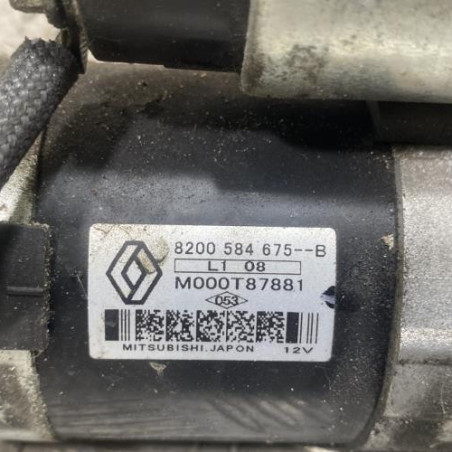 8200 584 675--B
L1 08
M000T87881
D53
MITSUBISHI.JAPON 12V